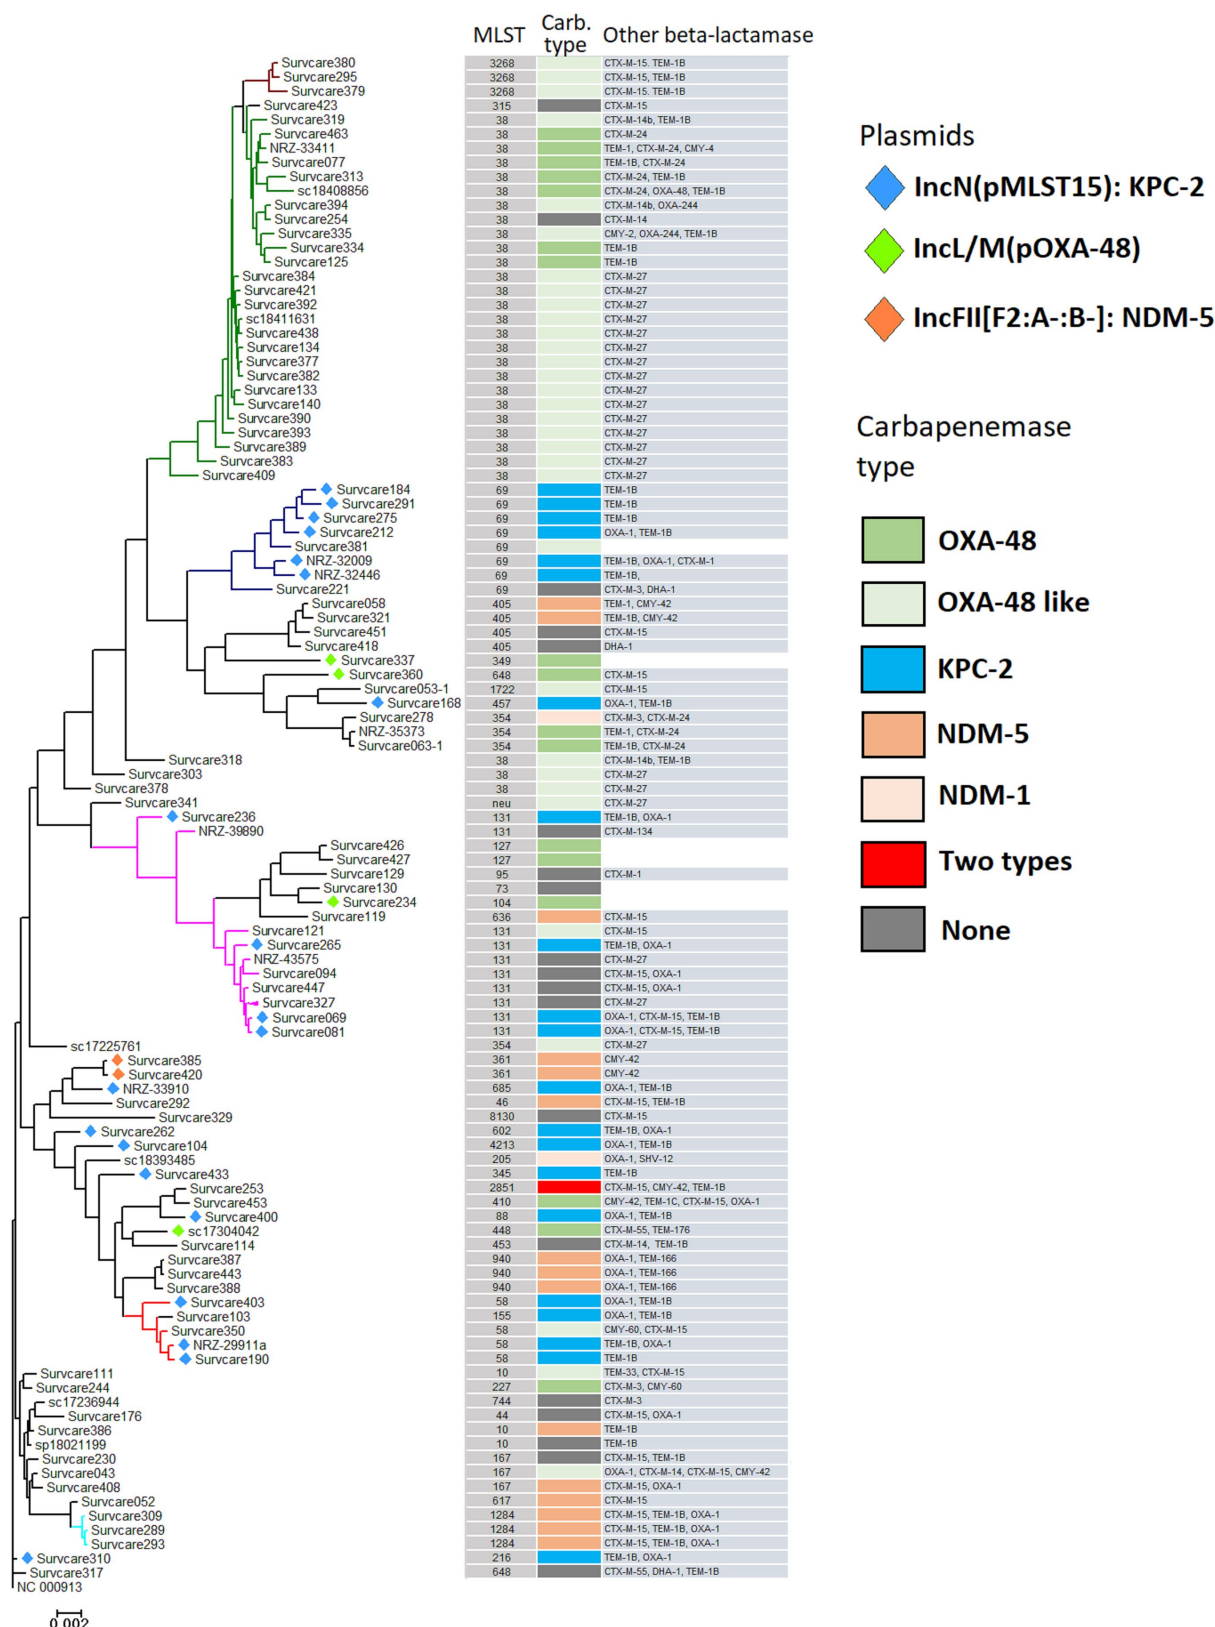 MLST Carb. type Other beta-lactamase
Survcare380 3268 CTX-M-15. TEM-1B
Survcare295 3268 CTX-M-15, TEM-1B
Survcare379 3268 CTX-M-15. TEM-1B
Survcare423 315 CTX-M-15
Survcare319 38 CTX-M-14b, TEM-1B
Survcare463 38 CTX-M-24
NRZ-33411 38 TEM-1, CTX-M-24, CMY-4
Survcare077 38 TEM-1B, CTX-M-24
Survcare313 38 CTX-M-24, TEM-1B
sc18408856 38 CTX-M-24, OXA-48, TEM-1B
Survcare394 38 CTX-M-14b, OXA-244
Survcare254 38 CTX-M-14
Survcare335 38 CMY-2, OXA-244, TEM-1B
Survcare334 38 TEM-1B
Survcare125 38 TEM-1B
Survcare384 38 CTX-M-27
Survcare421 38 CTX-M-27
Survcare392 38 CTX-M-27
sc18411631 38 CTX-M-27
Survcare438 38 CTX-M-27
Survcare134 38 CTX-M-27
Survcare377 38 CTX-M-27
Survcare382 38 CTX-M-27
Survcare133 38 CTX-M-27
Survcare140 38 CTX-M-27
Survcare390 38 CTX-M-27
Survcare393 38 CTX-M-27
Survcare389 38 CTX-M-27
Survcare383 38 CTX-M-27
Survcare409 38 CTX-M-27
Survcare184 69 TEM-1B
Survcare291 69 TEM-1B
Survcare275 69 TEM-1B
Survcare212 69 OXA-1, TEM-1B
Survcare381 69
NRZ-32009 69 TEM-1B, OXA-1, CTX-M-1
NRZ-32446 69 TEM-1B,
Survcare221 69 CTX-M-3, DHA-1
Survcare058 405 TEM-1, CMY-42
Survcare321 405 TEM-1B, CMY-42
Survcare451 405 CTX-M-15
Survcare418 405 DHA-1
Survcare337 349
Survcare360 648 CTX-M-15
Survcare053-1 1722 CTX-M-15
Survcare168 457 OXA-1, TEM-1B
Survcare278 354 CTX-M-3, CTX-M-24
NRZ-35373 354 TEM-1, CTX-M-24
Survcare063-1 354 TEM-1B, CTX-M-24
Survcare318 38 CTX-M-14b, TEM-1B
Survcare303 38 CTX-M-27
Survcare378 38 CTX-M-27
Survcare341 neu CTX-M-27
Survcare236 131 TEM-1B, OXA-1
NRZ-39890 131 CTX-M-134
Survcare426 127
Survcare427 127
Survcare129 95 CTX-M-1
Survcare130 73
Survcare234 104
Survcare119 636 CTX-M-15
Survcare121 131 CTX-M-15
Survcare265 131 TEM-1B, OXA-1
NRZ-43575 131 CTX-M-27
Survcare094 131 CTX-M-15, OXA-1
Survcare447 131 CTX-M-15, OXA-1
Survcare327 131 CTX-M-27
Survcare069 131 OXA-1, CTX-M-15, TEM-1B
Survcare081 131 OXA-1, CTX-M-15, TEM-1B
sc17225761 354 CTX-M-27
Survcare385 361 CMY-42
Survcare420 361 CMY-42
NRZ-33910 685 OXA-1, TEM-1B
Survcare292 46 CTX-M-15, TEM-1B
Survcare329 8130 CTX-M-15
Survcare262 602 TEM-1B, OXA-1
Survcare104 4213 OXA-1, TEM-1B
sc18393485 205 OXA-1, SHV-12
Survcare433 345 TEM-1B
Survcare253 2851 CTX-M-15, CMY-42, TEM-1B
Survcare453 410 CMY-42, TEM-1C, CTX-M-15, OXA-1
Survcare400 88 OXA-1, TEM-1B
sc17304042 448 CTX-M-55, TEM-176
Survcare114 453 CTX-M-14, TEM-1B
Survcare387 940 OXA-1, TEM-166
Survcare443 940 OXA-1, TEM-166
Survcare388 940 OXA-1, TEM-166
Survcare403 58 OXA-1, TEM-1B
Survcare103 155 OXA-1, TEM-1B
Survcare350 58 CMY-60, CTX-M-15
NRZ-29911a 58 TEM-1B, OXA-1
Survcare190 58 TEM-1B
Survcare111 10 TEM-33, CTX-M-15
Survcare244 227 CTX-M-3, CMY-60
sc17236944 744 CTX-M-3
Survcare176 44 CTX-M-15, OXA-1
Survcare386 10 TEM-1B
sp18021199 10 TEM-1B
Survcare230 167 CTX-M-15, TEM-1B
Survcare043 167 OXA-1, CTX-M-14, CTX-M-15, CMY-42
Survcare408 167 CTX-M-15, OXA-1
Survcare052 617 CTX-M-15
Survcare309 1284 CTX-M-15, TEM-1B, OXA-1
Survcare289 1284 CTX-M-15, TEM-1B, OXA-1
Survcare293 1284 CTX-M-15, TEM-1B, OXA-1
Survcare310 216 TEM-1B, OXA-1
Survcare317 648 CTX-M-55, DHA-1, TEM-1B
NC 000913
0.002
Plasmids
IncN(pMLST15): KPC-2
IncL/M(pOXA-48)
IncFII[F2:A-:B-]: NDM-5
Carbapenemase
type
OXA-48
OXA-48 like
KPC-2
NDM-5
NDM-1
Two types
None